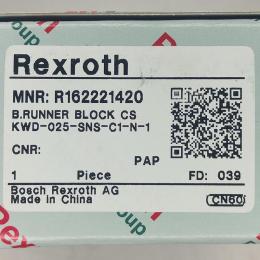 Rexroth
MNR: R162221420
B.RUNNER BLOCK CS
KWD-025-SNS-C1-N-1
CNR:
PAP
1 Piece FD: 039
Bosch Rexroth AG
Made in China
CN60